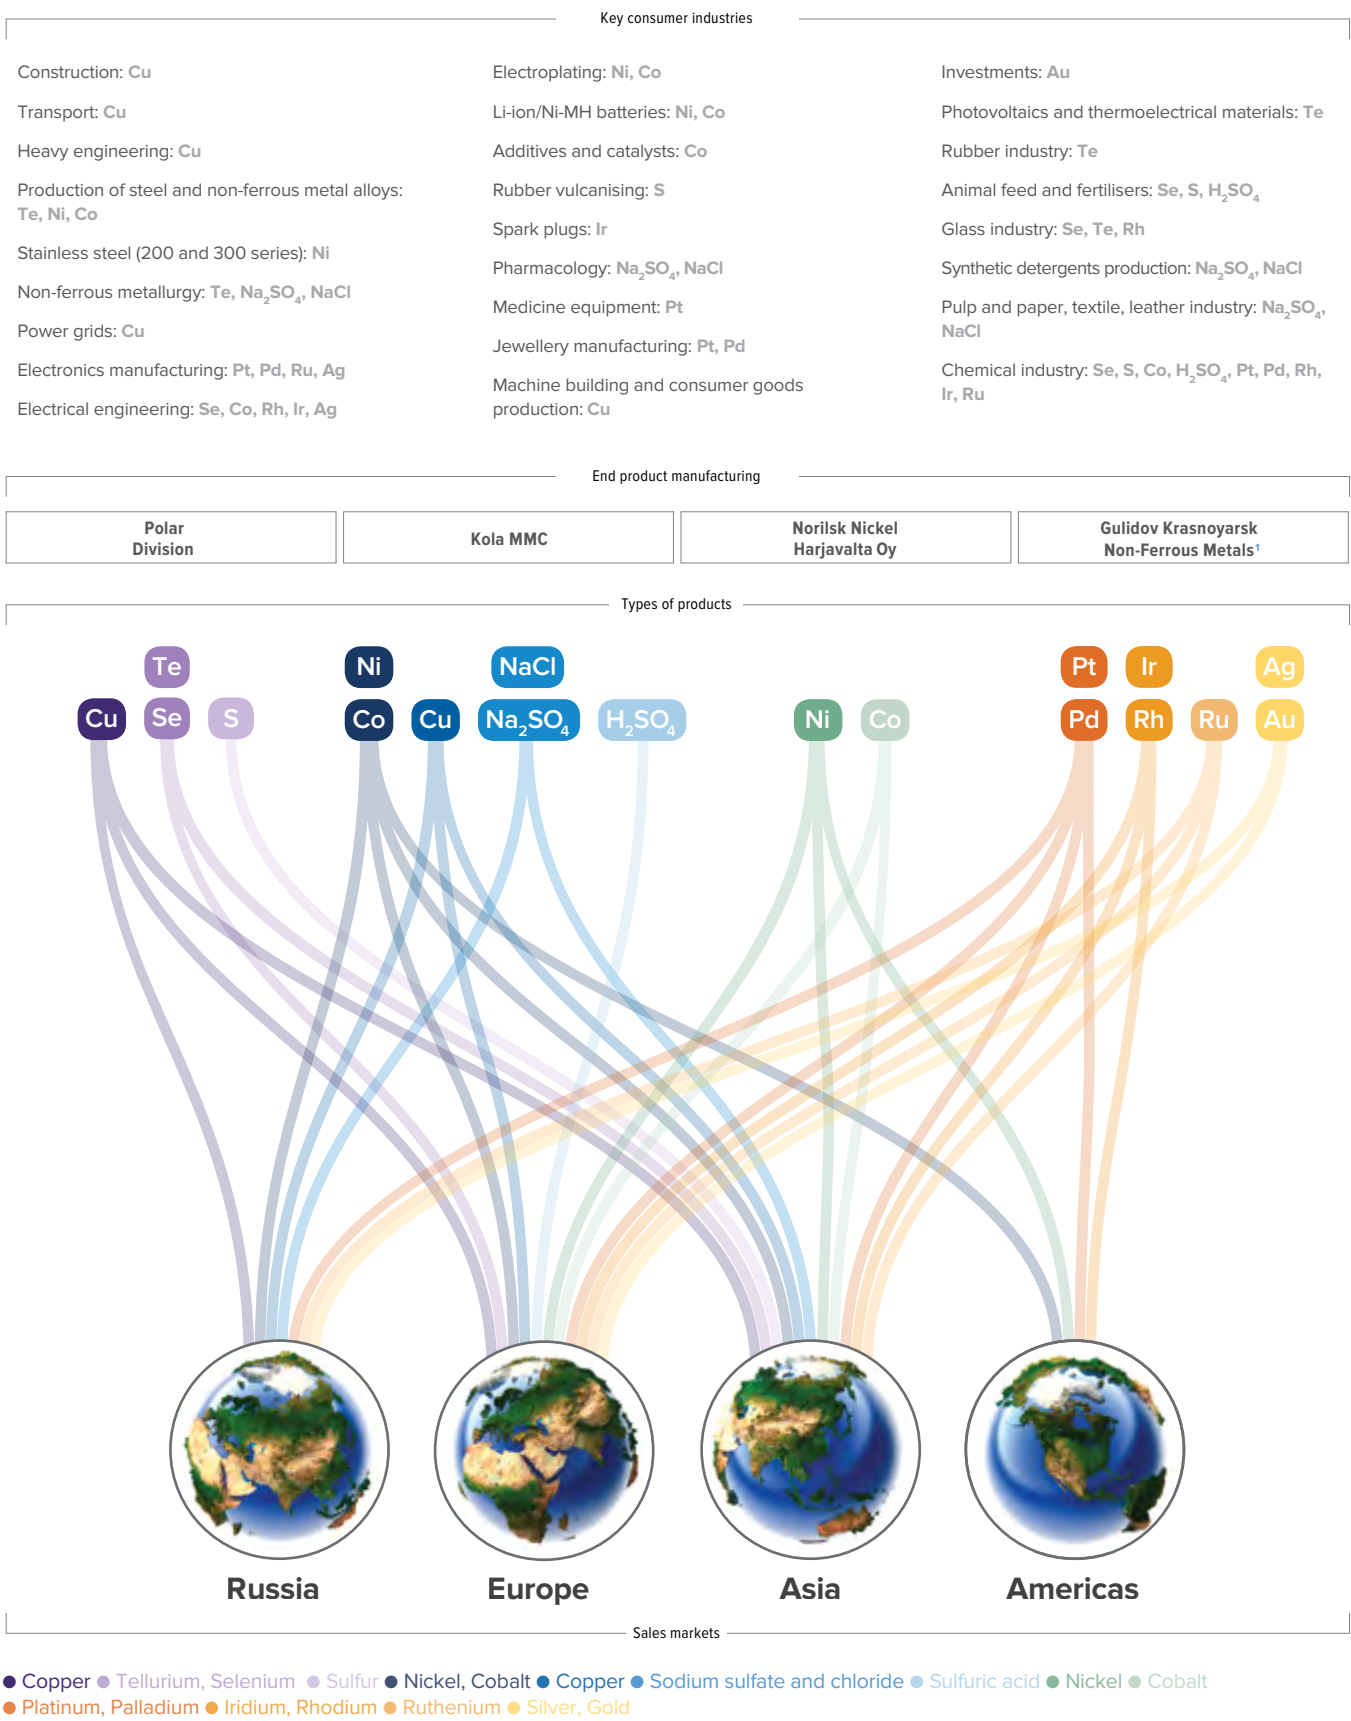 Key consumer industries
Construction: Cu
Transport: Cu
Heavy engineering: Cu
Production of steel and non-ferrous metal alloys:
Te, Ni, Co
Stainless steel (200 and 300 series): Ni
Non-ferrous metallurgy: Te, Na₂SO₄, NaCl
Power grids: Cu
Electronics manufacturing: Pt, Pd, Ru, Ag
Electrical engineering: Se, Co, Rh, Ir, Ag
Electroplating: Ni, Co
Li-ion/Ni-MH batteries: Ni, Co
Additives and catalysts: Co
Rubber vulcanising: S
Spark plugs: Ir
Pharmacology: Na₂SO₄, NaCl
Medicine equipment: Pt
Jewellery manufacturing: Pt, Pd
Machine building and consumer goods
production: Cu
Investments: Au
Photovoltaics and thermoelectrical materials: Te
Rubber industry: Te
Animal feed and fertilisers: Se, S, H₂SO₄
Glass industry: Se, Te, Rh
Synthetic detergents production: Na₂SO₄, NaCl
Pulp and paper, textile, leather industry: Na₂SO₄,
NaCl
Chemical industry: Se, S, Co, H₂SO₄, Pt, Pd, Rh,
Ir, Ru
End product manufacturing
Polar
Division
Kola MMC
Norilsk Nickel
Harjavalta Oy
Gulidov Krasnoyarsk
Non-Ferrous Metals¹
Types of products
Te Ni NaCl Pt Ir Ag
Cu Se S Co Cu Na₂SO₄ H₂SO₄ Ni Co Pd Rh Ru Au
Russia Europe Asia Americas
Sales markets
Copper Tellurium, Selenium Sulfur Nickel, Cobalt Copper Sodium sulfate and chloride Sulfuric acid Nickel Cobalt
Platinum, Palladium Iridium, Rhodium Ruthenium Silver, Gold